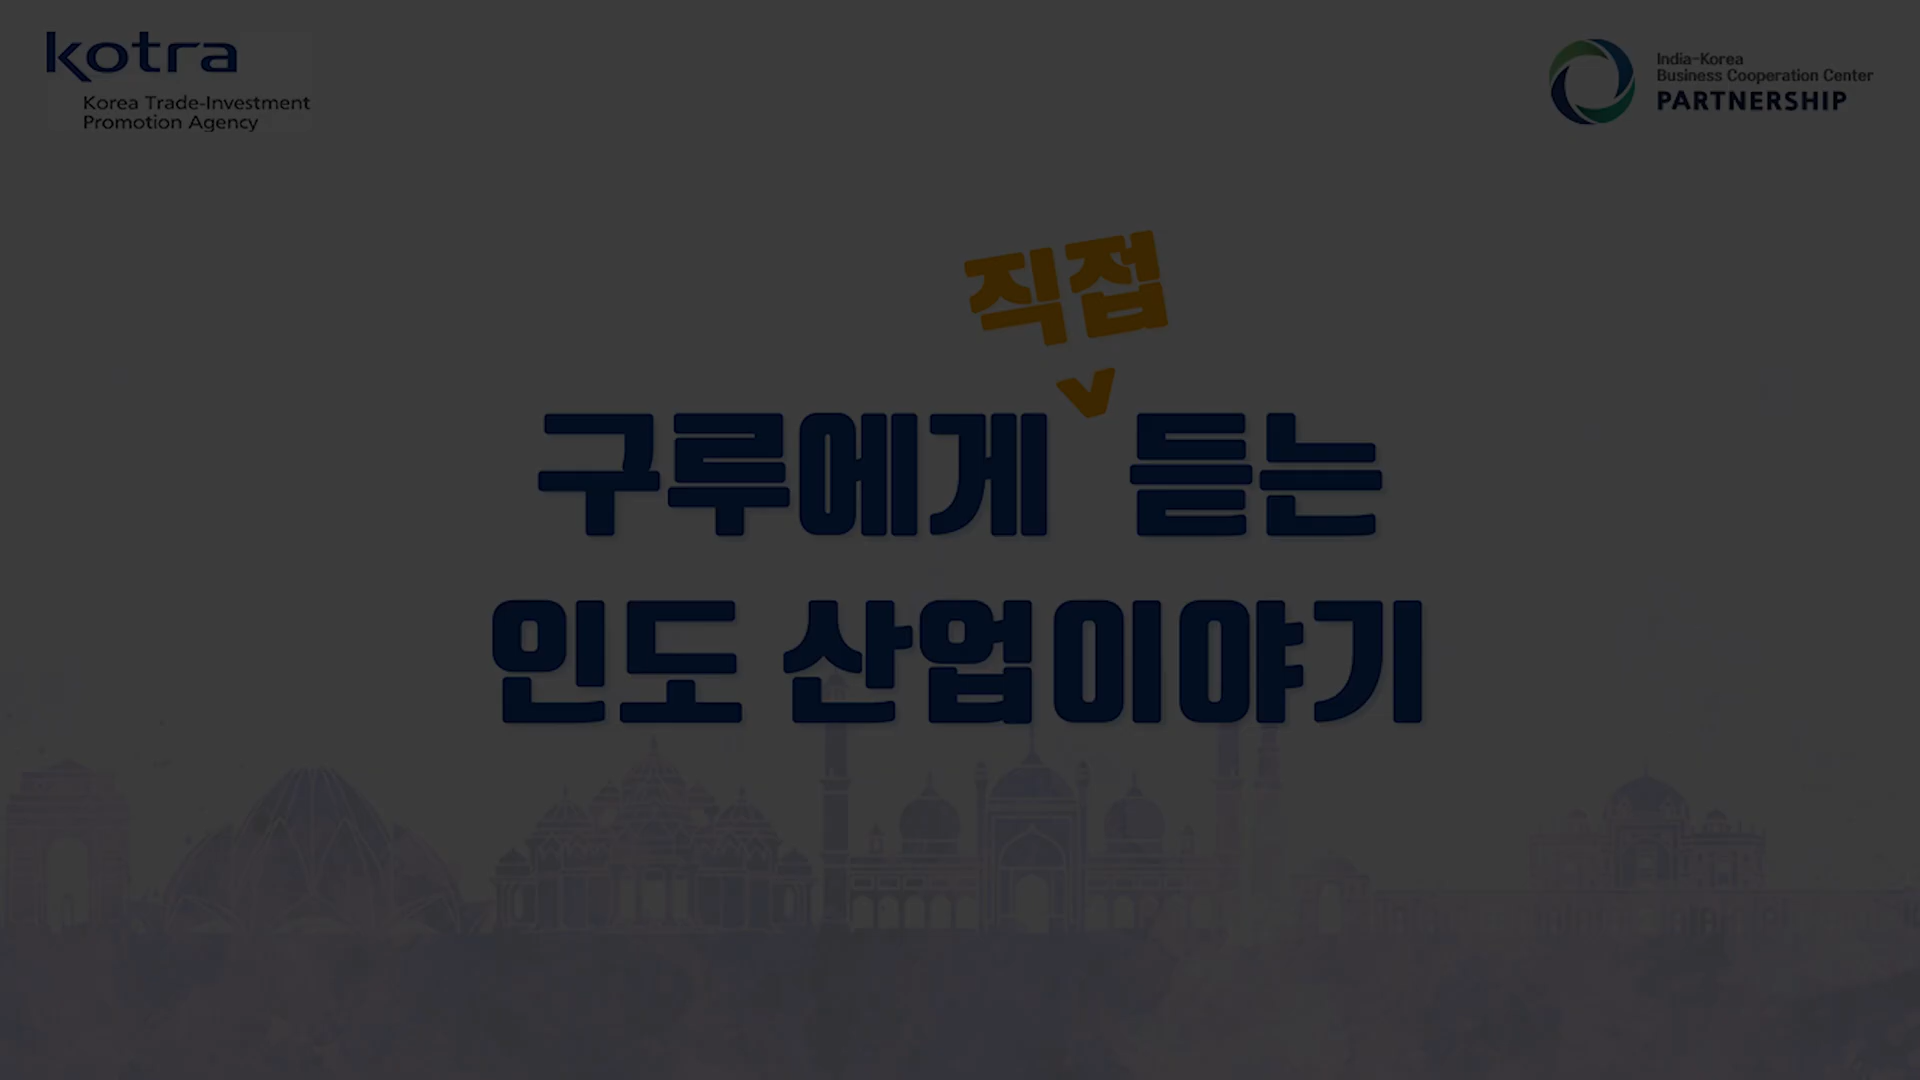 kotra
Korea Trade-Investment
Promotion Agency
India-Korea
Business Cooperation Center
PARTNERSHIP
직접
구루에게 듣는
인도 산업이야기